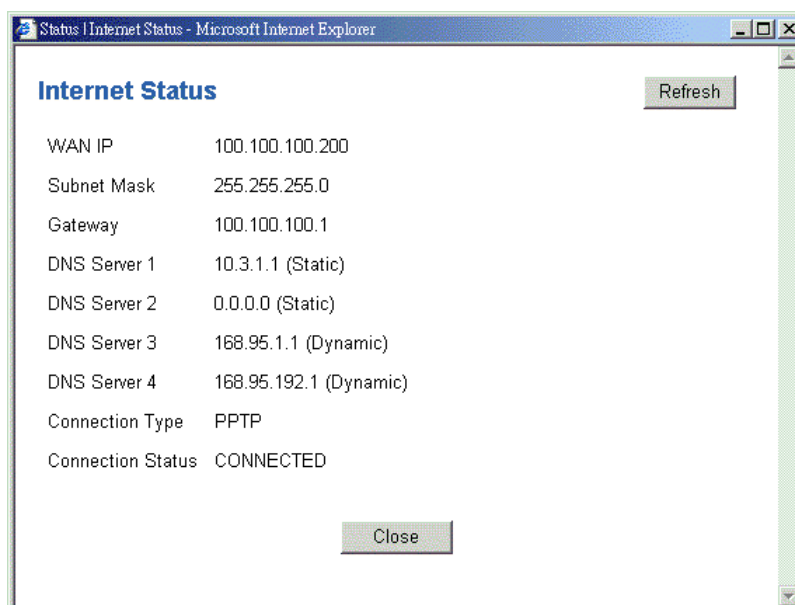 Status | Internet Status - Microsoft Internet Explorer
Internet Status
Refresh
WAN IP 100.100.100.200
Subnet Mask 255.255.255.0
Gateway 100.100.100.1
DNS Server 1 10.3.1.1 (Static)
DNS Server 2 0.0.0.0 (Static)
DNS Server 3 168.95.1.1 (Dynamic)
DNS Server 4 168.95.192.1 (Dynamic)
Connection Type PPTP
Connection Status CONNECTED
Close